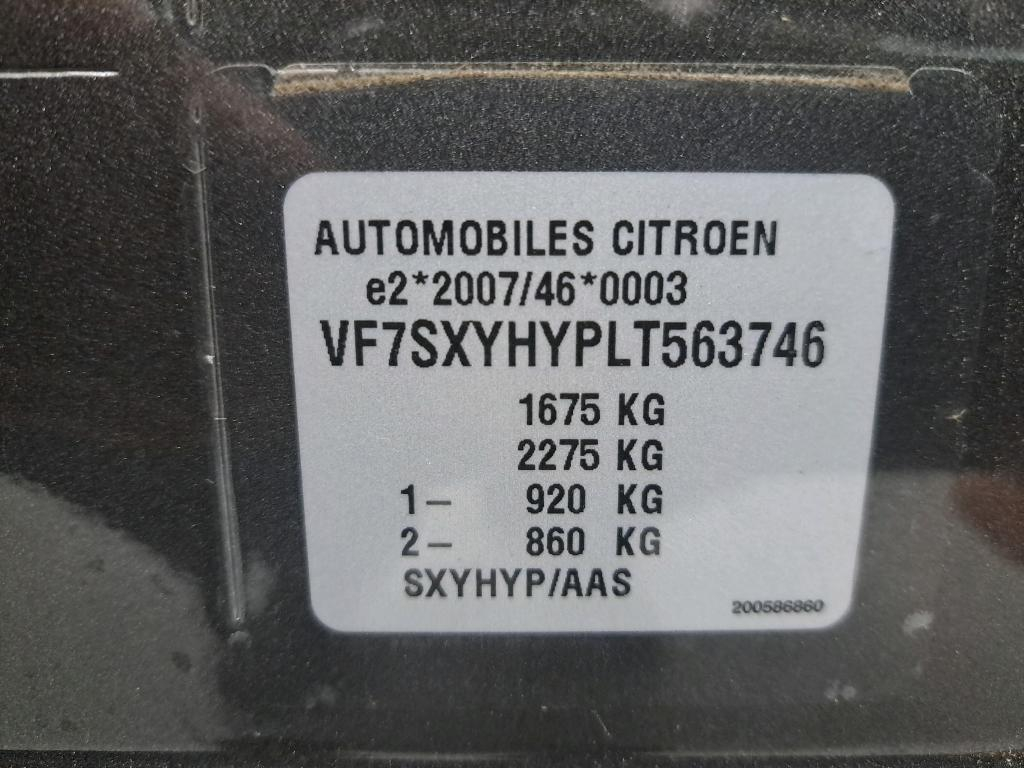 AUTOMOBILES CITROEN
e2*2007/46*0003
VF7SXYHYPLT563746
1675 KG
2275 KG
1- 920 KG
2- 860 KG
SXYHYP/AAS
200586860